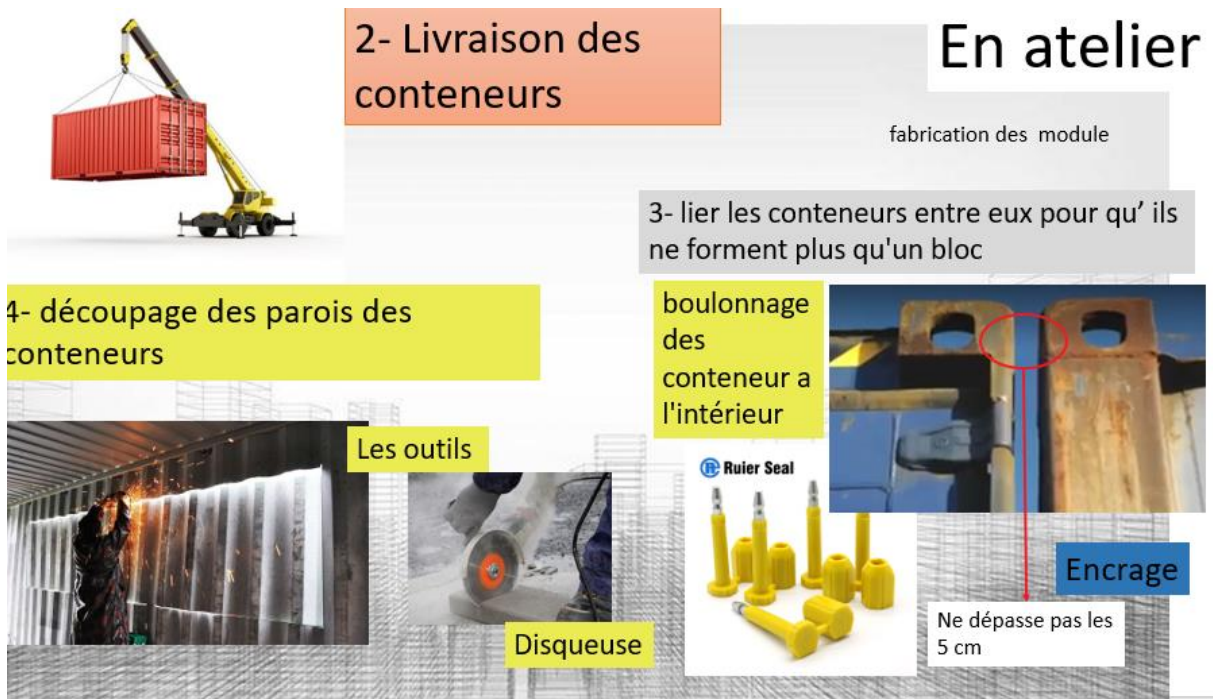 2- Livraison des
conteneurs
En atelier
fabrication des  module
3- lier les conteneurs entre eux pour qu’ ils
ne forment plus qu'un bloc
4- découpage des parois des
conteneurs
boulonnage
des
conteneur a
l'intérieur
Les outils
Ruier Seal
Disqueuse
Encrage
Ne dépasse pas les
5 cm